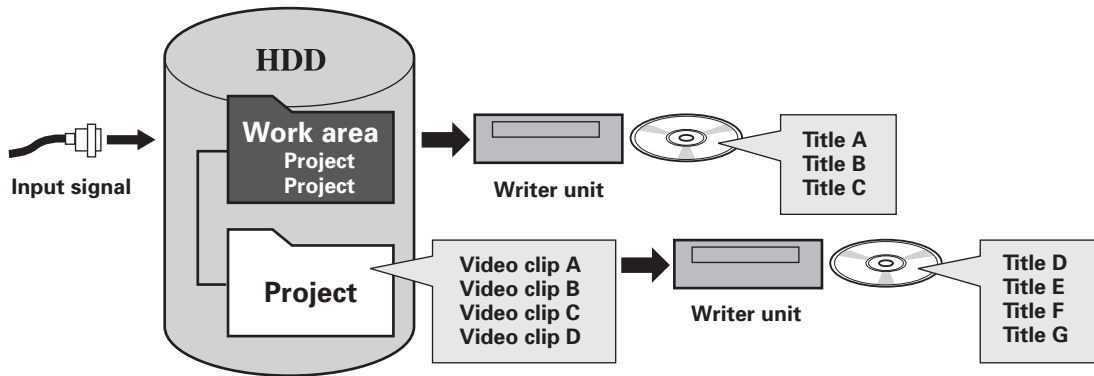 HDD
Work area
Project
Project
Input signal
Writer unit
Title A
Title B
Title C
Project
Video clip A
Video clip B
Video clip C
Video clip D
Writer unit
Title D
Title E
Title F
Title G